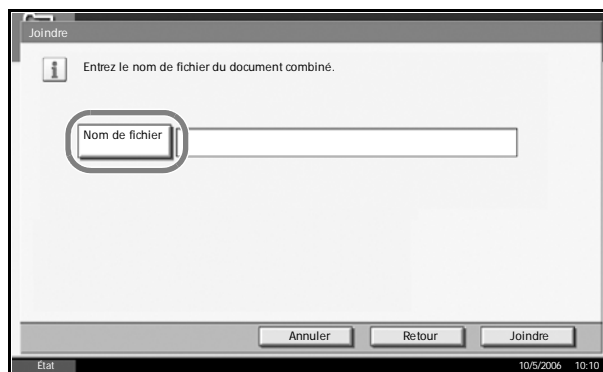 Joindre
Entrez le nom de fichier du document combiné.
Nom de fichier
Annuler Retour Joindre
État 10/5/2006 10:10